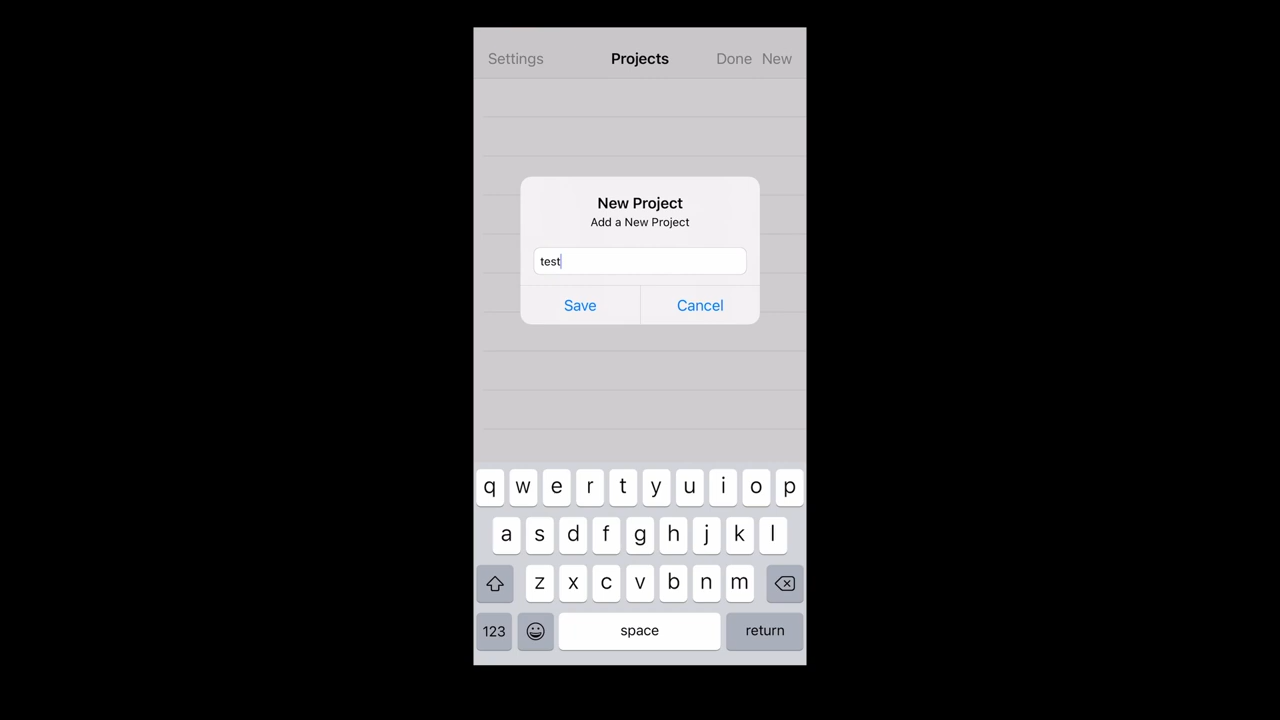 Settings Projects Done New
New Project
Add a New Project
test
Save Cancel
q w e r t y u i o p
a s d f g h j k l
z x c v b n m
123 space return